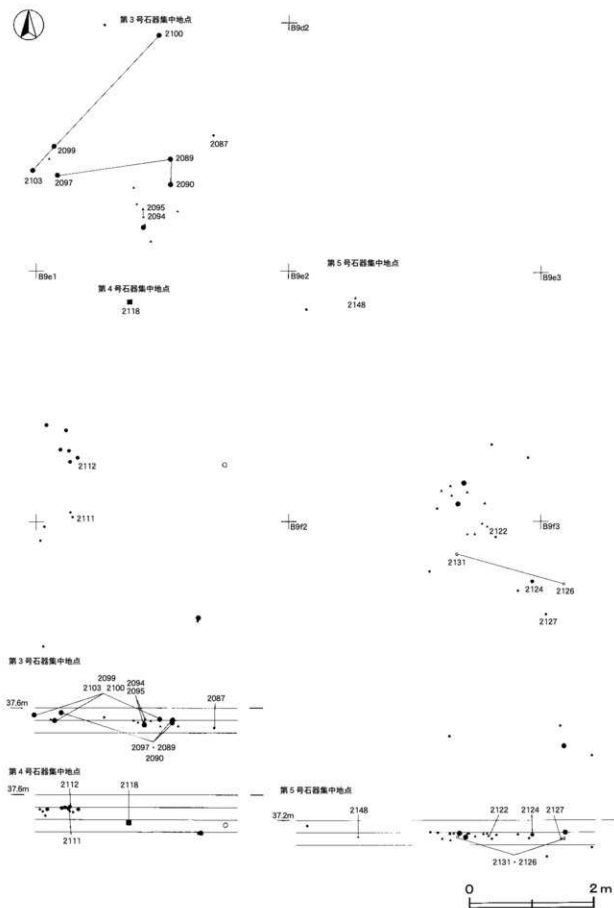 第3号石器集中地点
2100
B9d2
2099
2087
2089
2103
2097
2090
2095
2094
B9e1
B9e2
第5号石器集中地点
B9e3
第4号石器集中地点
2118
2148
2112
2111
B9f2
2122
B9f3
2131
2124
2126
2127
第3号石器集中地点
2099
2094
2103 2100
2095
2087
37.6m
2097・2089
2090
第4号石器集中地点
37.6m
2112
2118
2111
第5号石器集中地点
37.2m
2148
2122
2124
2127
2131・2126
0
2 m